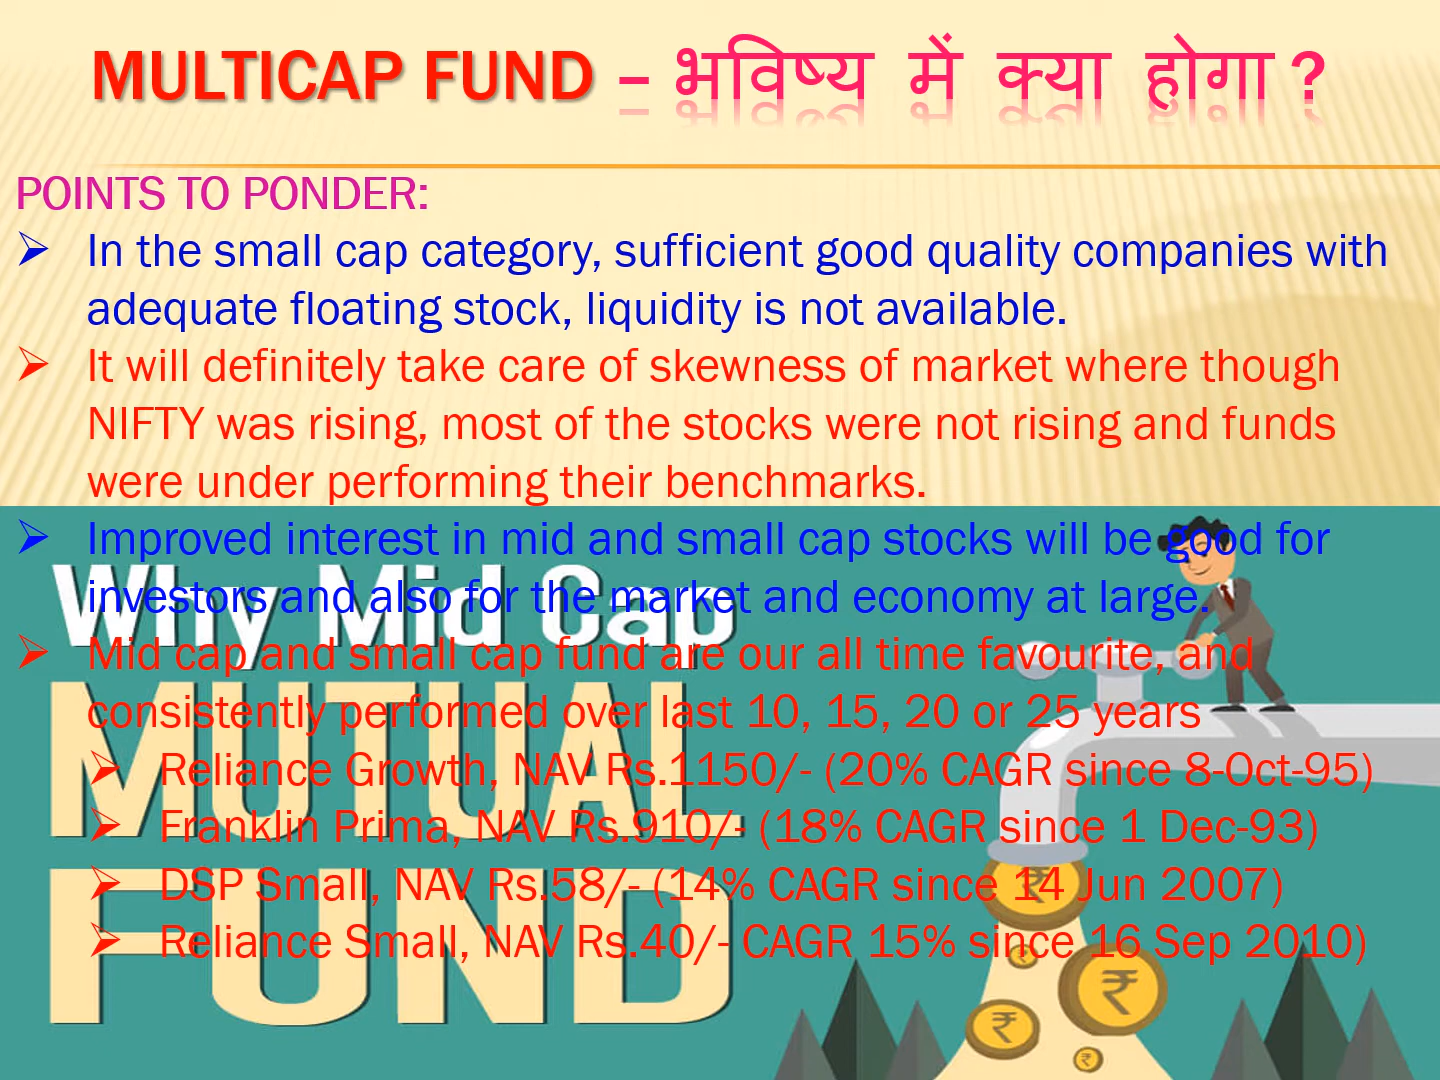 MULTICAP FUND – भविष्य में क्या होगा ?
POINTS TO PONDER:
➢ In the small cap category, sufficient good quality companies with
adequate floating stock, liquidity is not available.
➢ It will definitely take care of skewness of market where though
NIFTY was rising, most of the stocks were not rising and funds
were under performing their benchmarks.
➢ Improved interest in mid and small cap stocks will be good for
investors and also for the market and economy at large.
➢ Mid cap and small cap fund are our all time favourite, and
consistently performed over last 10, 15, 20 or 25 years
➢ Reliance Growth, NAV Rs.1150/- (20% CAGR since 8-Oct-95)
➢ Franklin Prima, NAV Rs.910/- (18% CAGR since 1 Dec-93)
➢ DSP Small, NAV Rs.58/- (14% CAGR since 14 Jun 2007)
➢ Reliance Small, NAV Rs.40/- CAGR 15% since 16 Sep 2010)
Why Mid Cap
MUTUAL
FUND
₹
₹
₹
₹
₹